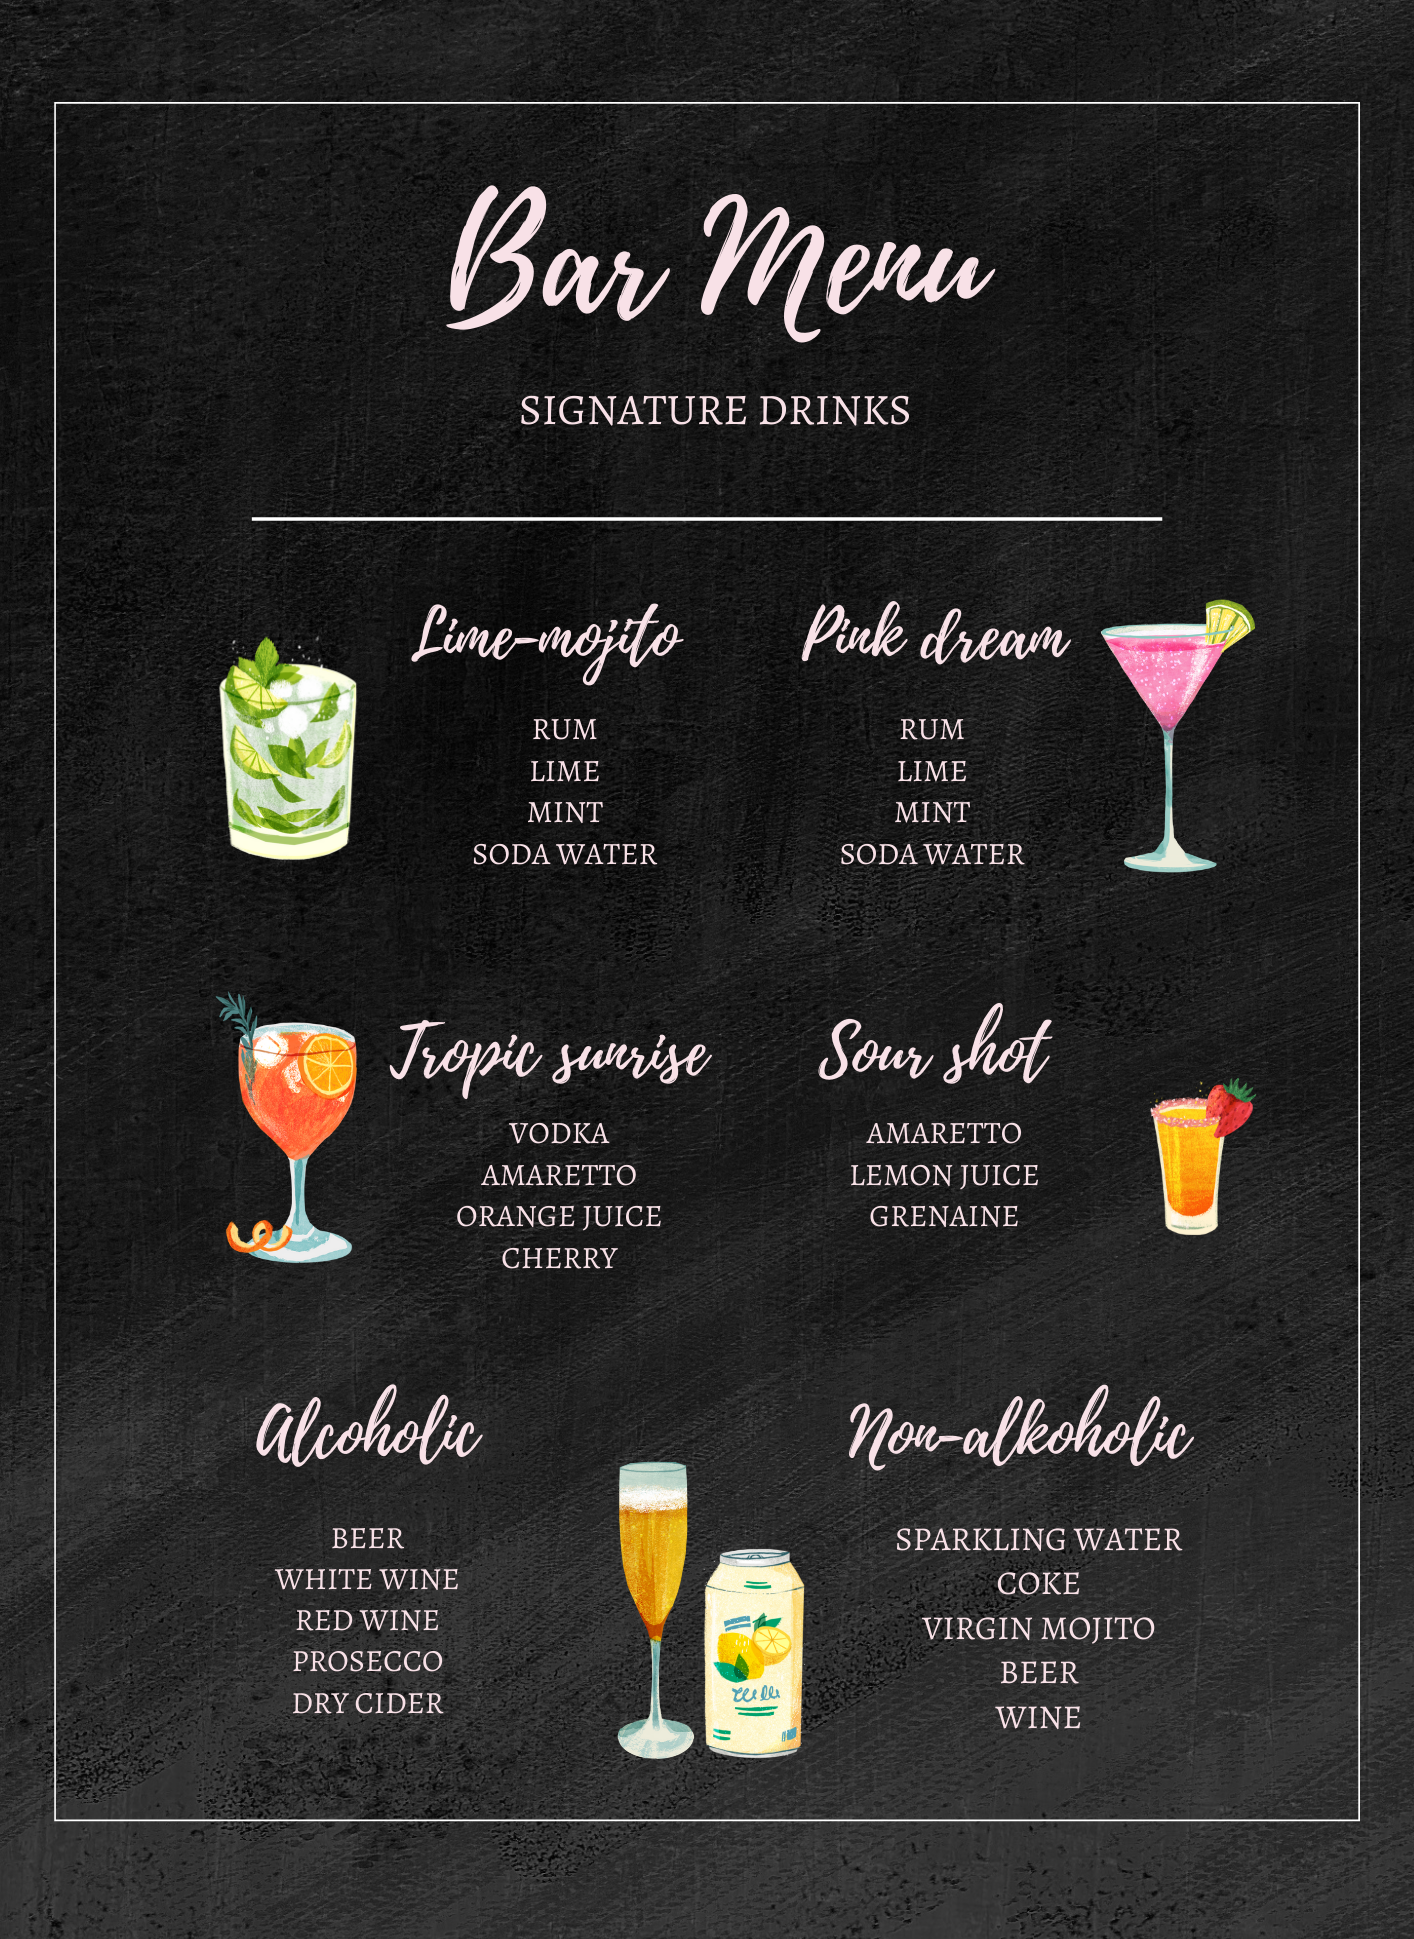 Bar Menu
SIGNATURE DRINKS
Lime-mojito
RUM
LIME
MINT
SODA WATER
Pink dream
RUM
LIME
MINT
SODA WATER
Tropic sunrise
VODKA
AMARETTO
ORANGE JUICE
CHERRY
Sour shot
AMARETTO
LEMON JUICE
GRENAINE
Alcoholic
BEER
WHITE WINE
RED WINE
PROSECCO
DRY CIDER
Non-alkoholic
SPARKLING WATER
COKE
VIRGIN MOJITO
BEER
WINE